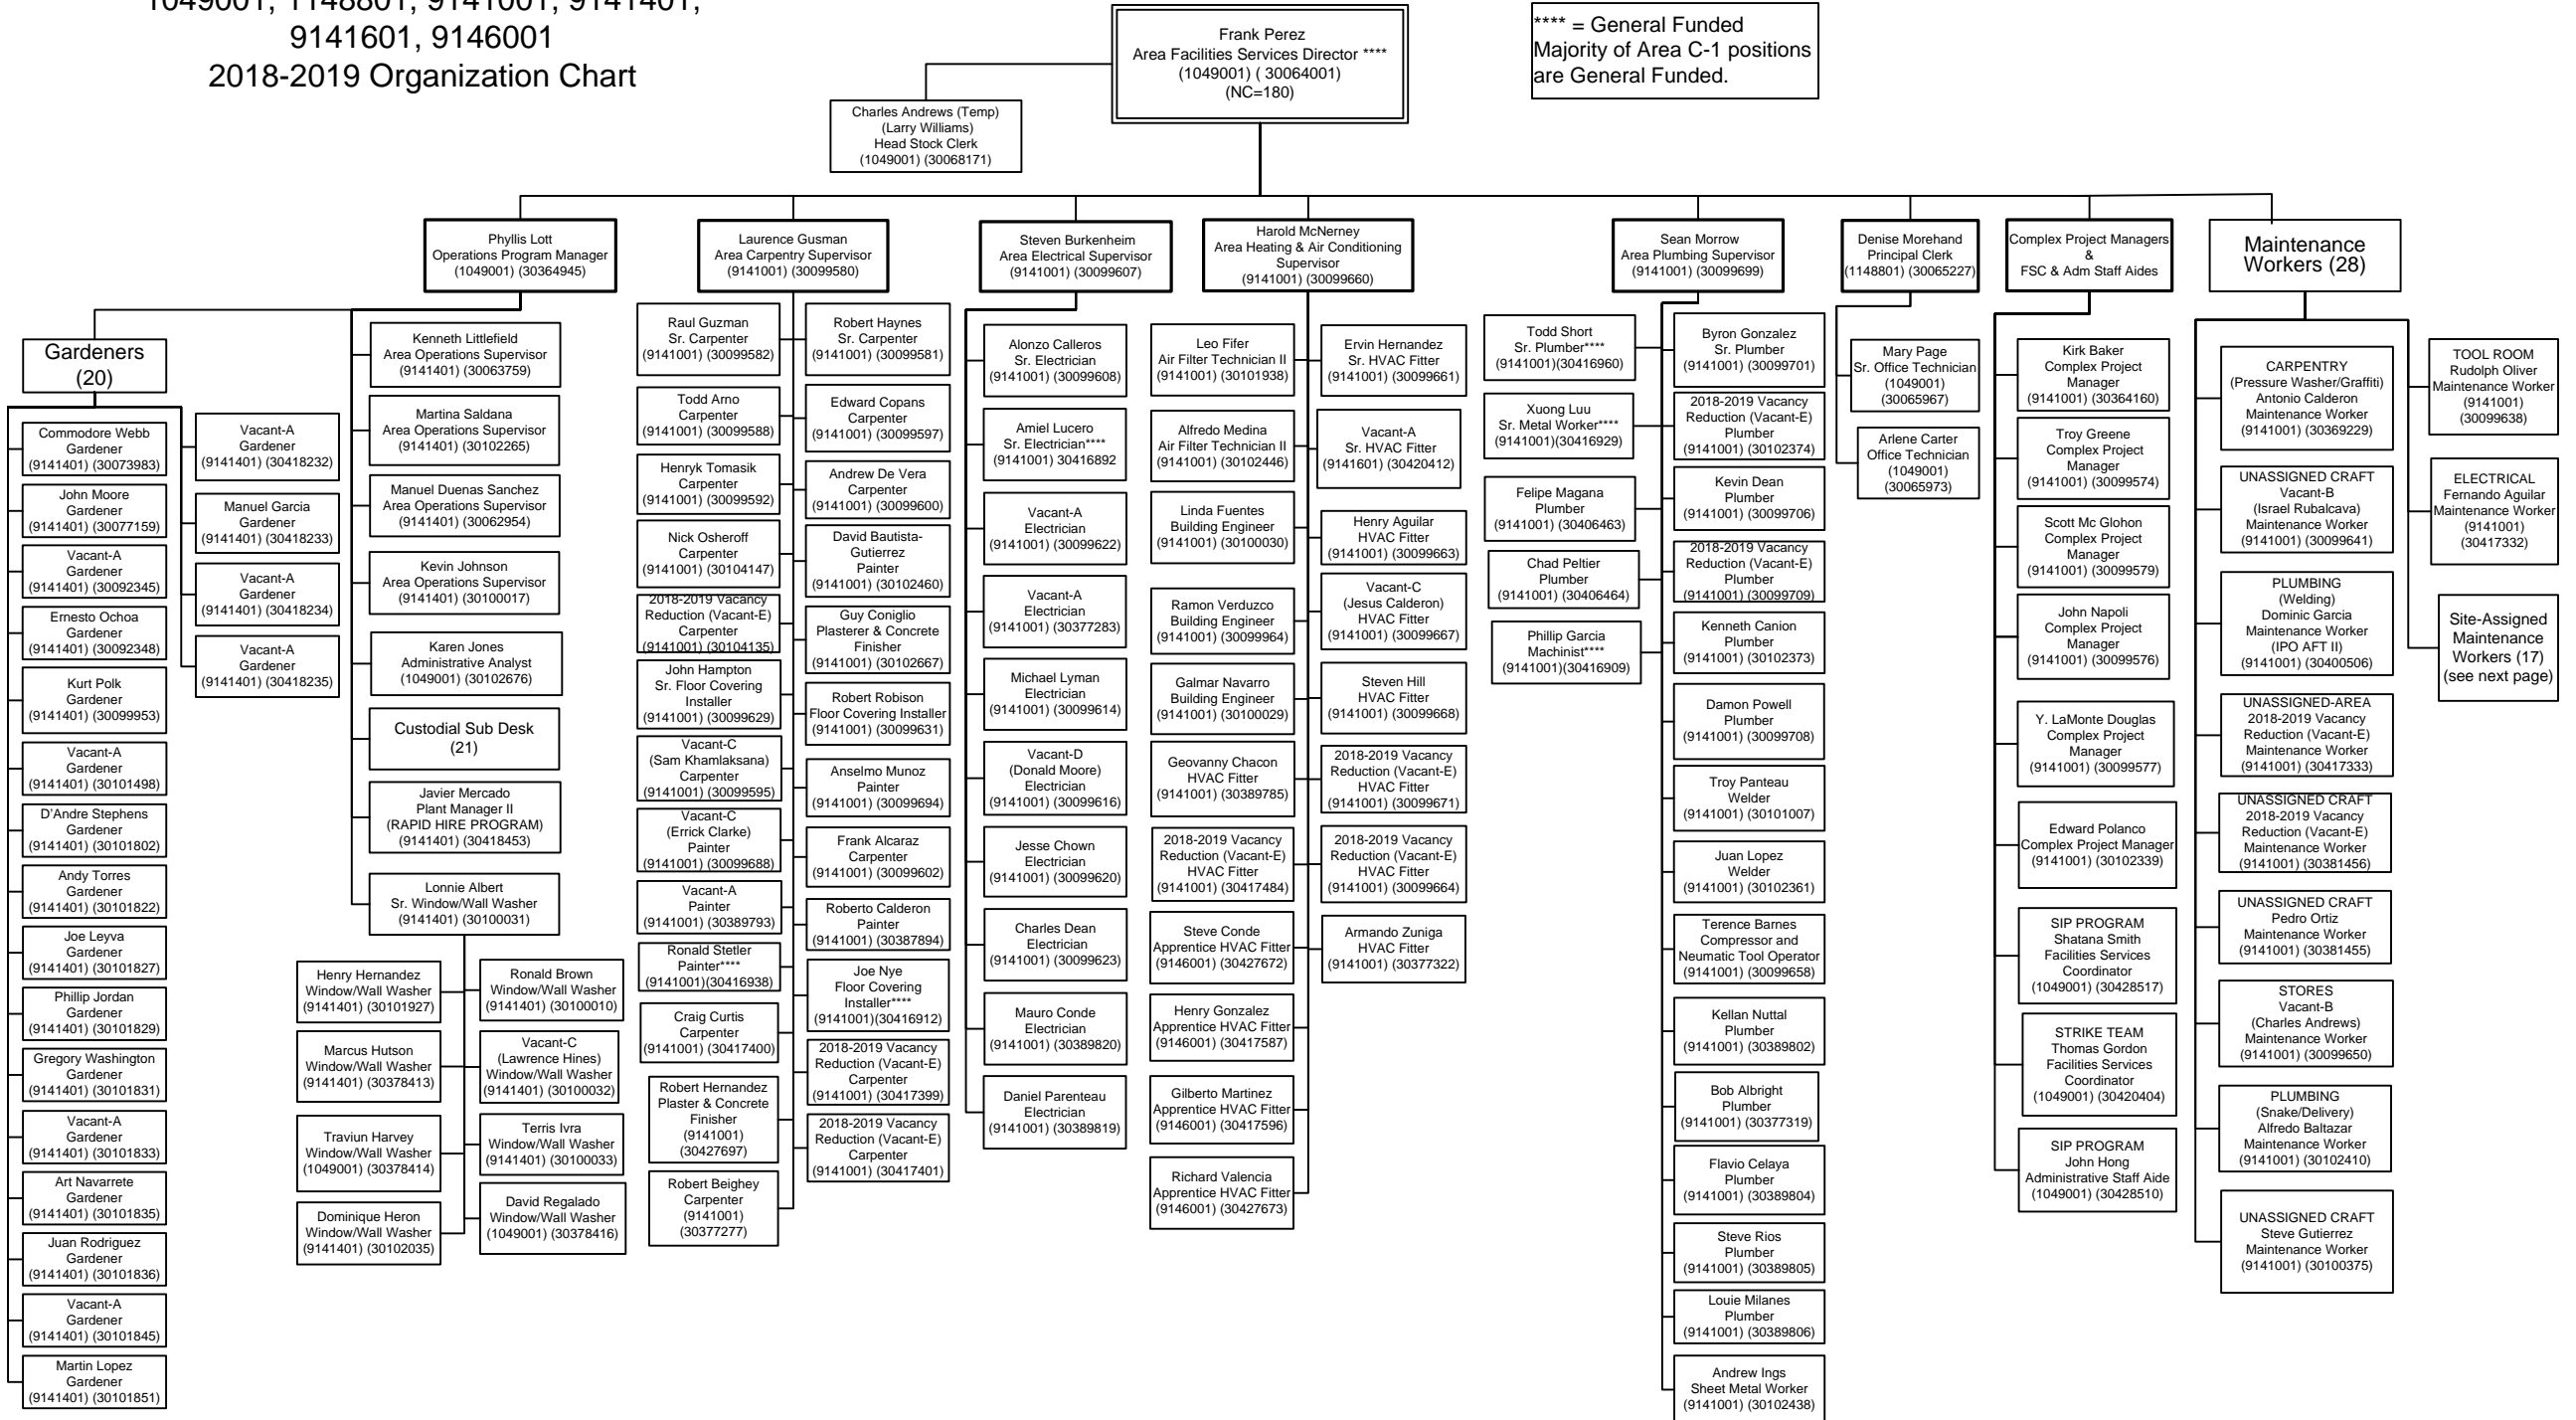 1049001, 1148801, 9141001, 9141401,
9141601, 9146001
2018-2019 Organization Chart
Frank Perez
Area Facilities Services Director ****
(1049001) ( 30064001)
(NC=180)
**** = General Funded
Majority of Area C-1 positions
are General Funded.
Charles Andrews (Temp)
(Larry Williams)
Head Stock Clerk
(1049001) (30068171)
Phyllis Lott
Operations Program Manager
(1049001) (30364945)
Laurence Gusman
Area Carpentry Supervisor
(9141001) (30099580)
Steven Burkenheim
Area Electrical Supervisor
(9141001) (30099607)
Harold McNerney
Area Heating & Air Conditioning
Supervisor
(9141001) (30099660)
Sean Morrow
Area Plumbing Supervisor
(9141001) (30099699)
Denise Morehand
Principal Clerk
(1148801) (30065227)
Complex Project Managers
&
FSC & Adm Staff Aides
Maintenance
Workers (28)
Gardeners
(20)
Commodore Webb
Gardener
(9141401) (30073983)
John Moore
Gardener
(9141401) (30077159)
Vacant-A
Gardener
(9141401) (30092345)
Ernesto Ochoa
Gardener
(9141401) (30092348)
Kurt Polk
Gardener
(9141401) (30099953)
Vacant-A
Gardener
(9141401) (30101498)
D'Andre Stephens
Gardener
(9141401) (30101802)
Andy Torres
Gardener
(9141401) (30101822)
Joe Leyva
Gardener
(9141401) (30101827)
Phillip Jordan
Gardener
(9141401) (30101829)
Gregory Washington
Gardener
(9141401) (30101831)
Vacant-A
Gardener
(9141401) (30101833)
Art Navarrete
Gardener
(9141401) (30101835)
Juan Rodriguez
Gardener
(9141401) (30101836)
Vacant-A
Gardener
(9141401) (30101845)
Martin Lopez
Gardener
(9141401) (30101851)
Vacant-A
Gardener
(9141401) (30418232)
Manuel Garcia
Gardener
(9141401) (30418233)
Vacant-A
Gardener
(9141401) (30418234)
Vacant-A
Gardener
(9141401) (30418235)
Kenneth Littlefield
Area Operations Supervisor
(9141401) (30063759)
Martina Saldana
Area Operations Supervisor
(9141401) (30102265)
Manuel Duenas Sanchez
Area Operations Supervisor
(9141401) (30062954)
Kevin Johnson
Area Operations Supervisor
(9141401) (30100017)
Karen Jones
Administrative Analyst
(1049001) (30102676)
Custodial Sub Desk
(21)
Javier Mercado
Plant Manager II
(RAPID HIRE PROGRAM)
(9141401) (30418453)
Lonnie Albert
Sr. Window/Wall Washer
(9141401) (30100031)
Henry Hernandez
Window/Wall Washer
(9141401) (30101927)
Marcus Hutson
Window/Wall Washer
(9141401) (30378413)
Traviun Harvey
Window/Wall Washer
(1049001) (30378414)
Dominique Heron
Window/Wall Washer
(9141401) (30102035)
Ronald Brown
Window/Wall Washer
(9141401) (30100010)
Vacant-C
(Lawrence Hines)
Window/Wall Washer
(9141401) (30100032)
Terris Ivra
Window/Wall Washer
(9141401) (30100033)
David Regalado
Window/Wall Washer
(1049001) (30378416)
Raul Guzman
Sr. Carpenter
(9141001) (30099582)
Todd Arno
Carpenter
(9141001) (30099588)
Henryk Tomasik
Carpenter
(9141001) (30099592)
Nick Osheroff
Carpenter
(9141001) (30104147)
2018-2019 Vacancy
Reduction (Vacant-E)
Carpenter
(9141001) (30104135)
John Hampton
Sr. Floor Covering
Installer
(9141001) (30099629)
Vacant-C
(Sam Khamlaksana)
Carpenter
(9141001) (30099595)
Vacant-C
(Errick Clarke)
Painter
(9141001) (30099688)
Vacant-A
Painter
(9141001) (30389793)
Ronald Stetler
Painter****
(9141001)(30416938)
Craig Curtis
Carpenter
(9141001) (30417400)
Robert Hernandez
Plaster & Concrete
Finisher
(9141001)
(30427697)
Robert Beighey
Carpenter
(9141001)
(30377277)
Robert Haynes
Sr. Carpenter
(9141001) (30099581)
Edward Copans
Carpenter
(9141001) (30099597)
Andrew De Vera
Carpenter
(9141001) (30099600)
David Bautista-
Gutierrez
Painter
(9141001) (30102460)
Guy Coniglio
Plasterer & Concrete
Finisher
(9141001) (30102667)
Robert Robison
Floor Covering Installer
(9141001) (30099631)
Anselmo Munoz
Painter
(9141001) (30099694)
Frank Alcaraz
Carpenter
(9141001) (30099602)
Roberto Calderon
Painter
(9141001) (30387894)
Joe Nye
Floor Covering
Installer****
(9141001)(30416912)
2018-2019 Vacancy
Reduction (Vacant-E)
Carpenter
(9141001) (30417399)
2018-2019 Vacancy
Reduction (Vacant-E)
Carpenter
(9141001) (30417401)
Alonzo Calleros
Sr. Electrician
(9141001) (30099608)
Amiel Lucero
Sr. Electrician****
(9141001) 30416892
Vacant-A
Electrician
(9141001) (30099622)
Vacant-A
Electrician
(9141001) (30377283)
Michael Lyman
Electrician
(9141001) (30099614)
Vacant-D
(Donald Moore)
Electrician
(9141001) (30099616)
Jesse Chown
Electrician
(9141001) (30099620)
Charles Dean
Electrician
(9141001) (30099623)
Mauro Conde
Electrician
(9141001) (30389820)
Daniel Parenteau
Electrician
(9141001) (30389819)
Leo Fifer
Air Filter Technician II
(9141001) (30101938)
Alfredo Medina
Air Filter Technician II
(9141001) (30102446)
Linda Fuentes
Building Engineer
(9141001) (30100030)
Ramon Verduzco
Building Engineer
(9141001) (30099964)
Galmar Navarro
Building Engineer
(9141001) (30100029)
Geovanny Chacon
HVAC Fitter
(9141001) (30389785)
2018-2019 Vacancy
Reduction (Vacant-E)
HVAC Fitter
(9141001) (30417484)
Steve Conde
Apprentice HVAC Fitter
(9146001) (30427672)
Henry Gonzalez
Apprentice HVAC Fitter
(9146001) (30417587)
Gilberto Martinez
Apprentice HVAC Fitter
(9146001) (30417596)
Richard Valencia
Apprentice HVAC Fitter
(9146001) (30427673)
Ervin Hernandez
Sr. HVAC Fitter
(9141001) (30099661)
Vacant-A
Sr. HVAC Fitter
(9141601) (30420412)
Henry Aguilar
HVAC Fitter
(9141001) (30099663)
Vacant-C
(Jesus Calderon)
HVAC Fitter
(9141001) (30099667)
Steven Hill
HVAC Fitter
(9141001) (30099668)
2018-2019 Vacancy
Reduction (Vacant-E)
HVAC Fitter
(9141001) (30099671)
2018-2019 Vacancy
Reduction (Vacant-E)
HVAC Fitter
(9141001) (30099664)
Armando Zuniga
HVAC Fitter
(9141001) (30377322)
Todd Short
Sr. Plumber****
(9141001)(30416960)
Xuong Luu
Sr. Metal Worker****
(9141001)(30416929)
Felipe Magana
Plumber
(9141001) (30406463)
Chad Peltier
Plumber
(9141001) (30406464)
Phillip Garcia
Machinist****
(9141001)(30416909)
Byron Gonzalez
Sr. Plumber
(9141001) (30099701)
2018-2019 Vacancy
Reduction (Vacant-E)
Plumber
(9141001) (30102374)
Kevin Dean
Plumber
(9141001) (30099706)
2018-2019 Vacancy
Reduction (Vacant-E)
Plumber
(9141001) (30099709)
Kenneth Canion
Plumber
(9141001) (30102373)
Damon Powell
Plumber
(9141001) (30099708)
Troy Panteau
Welder
(9141001) (30101007)
Juan Lopez
Welder
(9141001) (30102361)
Terence Barnes
Compressor and
Neumatic Tool Operator
(9141001) (30099658)
Kellan Nuttal
Plumber
(9141001) (30389802)
Bob Albright
Plumber
(9141001) (30377319)
Flavio Celaya
Plumber
(9141001) (30389804)
Steve Rios
Plumber
(9141001) (30389805)
Louie Milanes
Plumber
(9141001) (30389806)
Andrew Ings
Sheet Metal Worker
(9141001) (30102438)
Mary Page
Sr. Office Technician
(1049001)
(30065967)
Arlene Carter
Office Technician
(1049001)
(30065973)
Kirk Baker
Complex Project
Manager
(9141001) (30364160)
Troy Greene
Complex Project
Manager
(9141001) (30099574)
Scott Mc Glohon
Complex Project
Manager
(9141001) (30099579)
John Napoli
Complex Project
Manager
(9141001) (30099576)
Y. LaMonte Douglas
Complex Project
Manager
(9141001) (30099577)
Edward Polanco
Complex Project Manager
(9141001) (30102339)
SIP PROGRAM
Shatana Smith
Facilities Services
Coordinator
(1049001) (30428517)
STRIKE TEAM
Thomas Gordon
Facilities Services
Coordinator
(1049001) (30420404)
SIP PROGRAM
John Hong
Administrative Staff Aide
(1049001) (30428510)
CARPENTRY
(Pressure Washer/Graffiti)
Antonio Calderon
Maintenance Worker
(9141001) (30369229)
UNASSIGNED CRAFT
Vacant-B
(Israel Rubalcava)
Maintenance Worker
(9141001) (30099641)
PLUMBING
(Welding)
Dominic Garcia
Maintenance Worker
(IPO AFT II)
(9141001) (30400506)
UNASSIGNED-AREA
2018-2019 Vacancy
Reduction (Vacant-E)
Maintenance Worker
(9141001) (30417333)
UNASSIGNED CRAFT
2018-2019 Vacancy
Reduction (Vacant-E)
Maintenance Worker
(9141001) (30381456)
UNASSIGNED CRAFT
Pedro Ortiz
Maintenance Worker
(9141001) (30381455)
STORES
Vacant-B
(Charles Andrews)
Maintenance Worker
(9141001) (30099650)
PLUMBING
(Snake/Delivery)
Alfredo Baltazar
Maintenance Worker
(9141001) (30102410)
UNASSIGNED CRAFT
Steve Gutierrez
Maintenance Worker
(9141001) (30100375)
TOOL ROOM
Rudolph Oliver
Maintenance Worker
(9141001)
(30099638)
ELECTRICAL
Fernando Aguilar
Maintenance Worker
(9141001)
(30417332)
Site-Assigned
Maintenance
Workers (17)
(see next page)